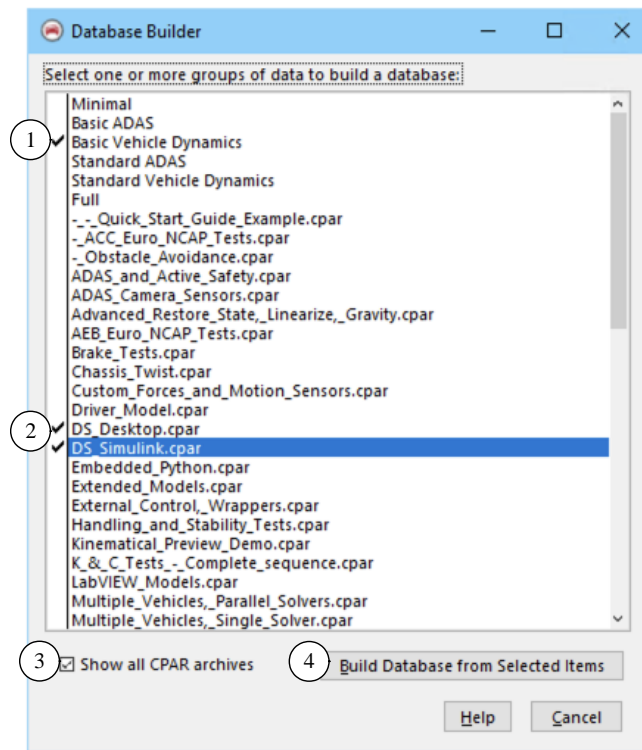 Database Builder
Select one or more groups of data to build a database:
Minimal
Basic ADAS
1 Basic Vehicle Dynamics
Standard ADAS
Standard Vehicle Dynamics
Full
-_-_Quick_Start_Guide_Example.cpar
-_ACC_Euro_NCAP_Tests.cpar
-_Obstacle_Avoidance.cpar
ADAS_and_Active_Safety.cpar
ADAS_Camera_Sensors.cpar
Advanced_Restore_State,_Linearize,_Gravity.cpar
AEB_Euro_NCAP_Tests.cpar
Brake_Tests.cpar
Chassis_Twist.cpar
Custom_Forces_and_Motion_Sensors.cpar
Driver_Model.cpar
2 DS_Desktop.cpar
DS_Simulink.cpar
Embedded_Python.cpar
Extended_Models.cpar
External_Control,_Wrappers.cpar
Handling_and_Stability_Tests.cpar
Kinematical_Preview_Demo.cpar
K_&_C_Tests_-_Complete_sequence.cpar
LabVIEW_Models.cpar
Multiple_Vehicles,_Parallel_Solvers.cpar
Multiple_Vehicles,_Single_Solver.cpar
3 Show all CPAR archives 4 Build Database from Selected Items
Help Cancel